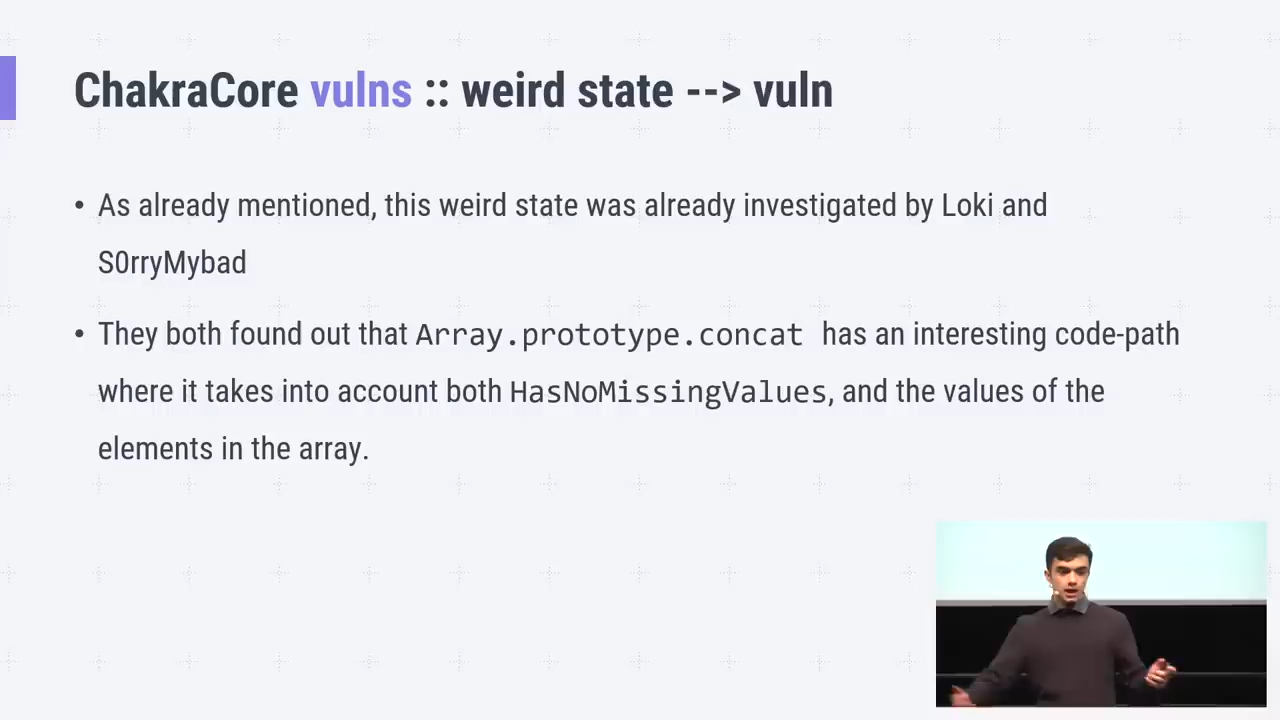 ChakraCore vulns :: weird state --> vuln
• As already mentioned, this weird state was already investigated by Loki and
S0rryMybad
• They both found out that Array.prototype.concat has an interesting code-path
where it takes into account both HasNoMissingValues, and the values of the
elements in the array.